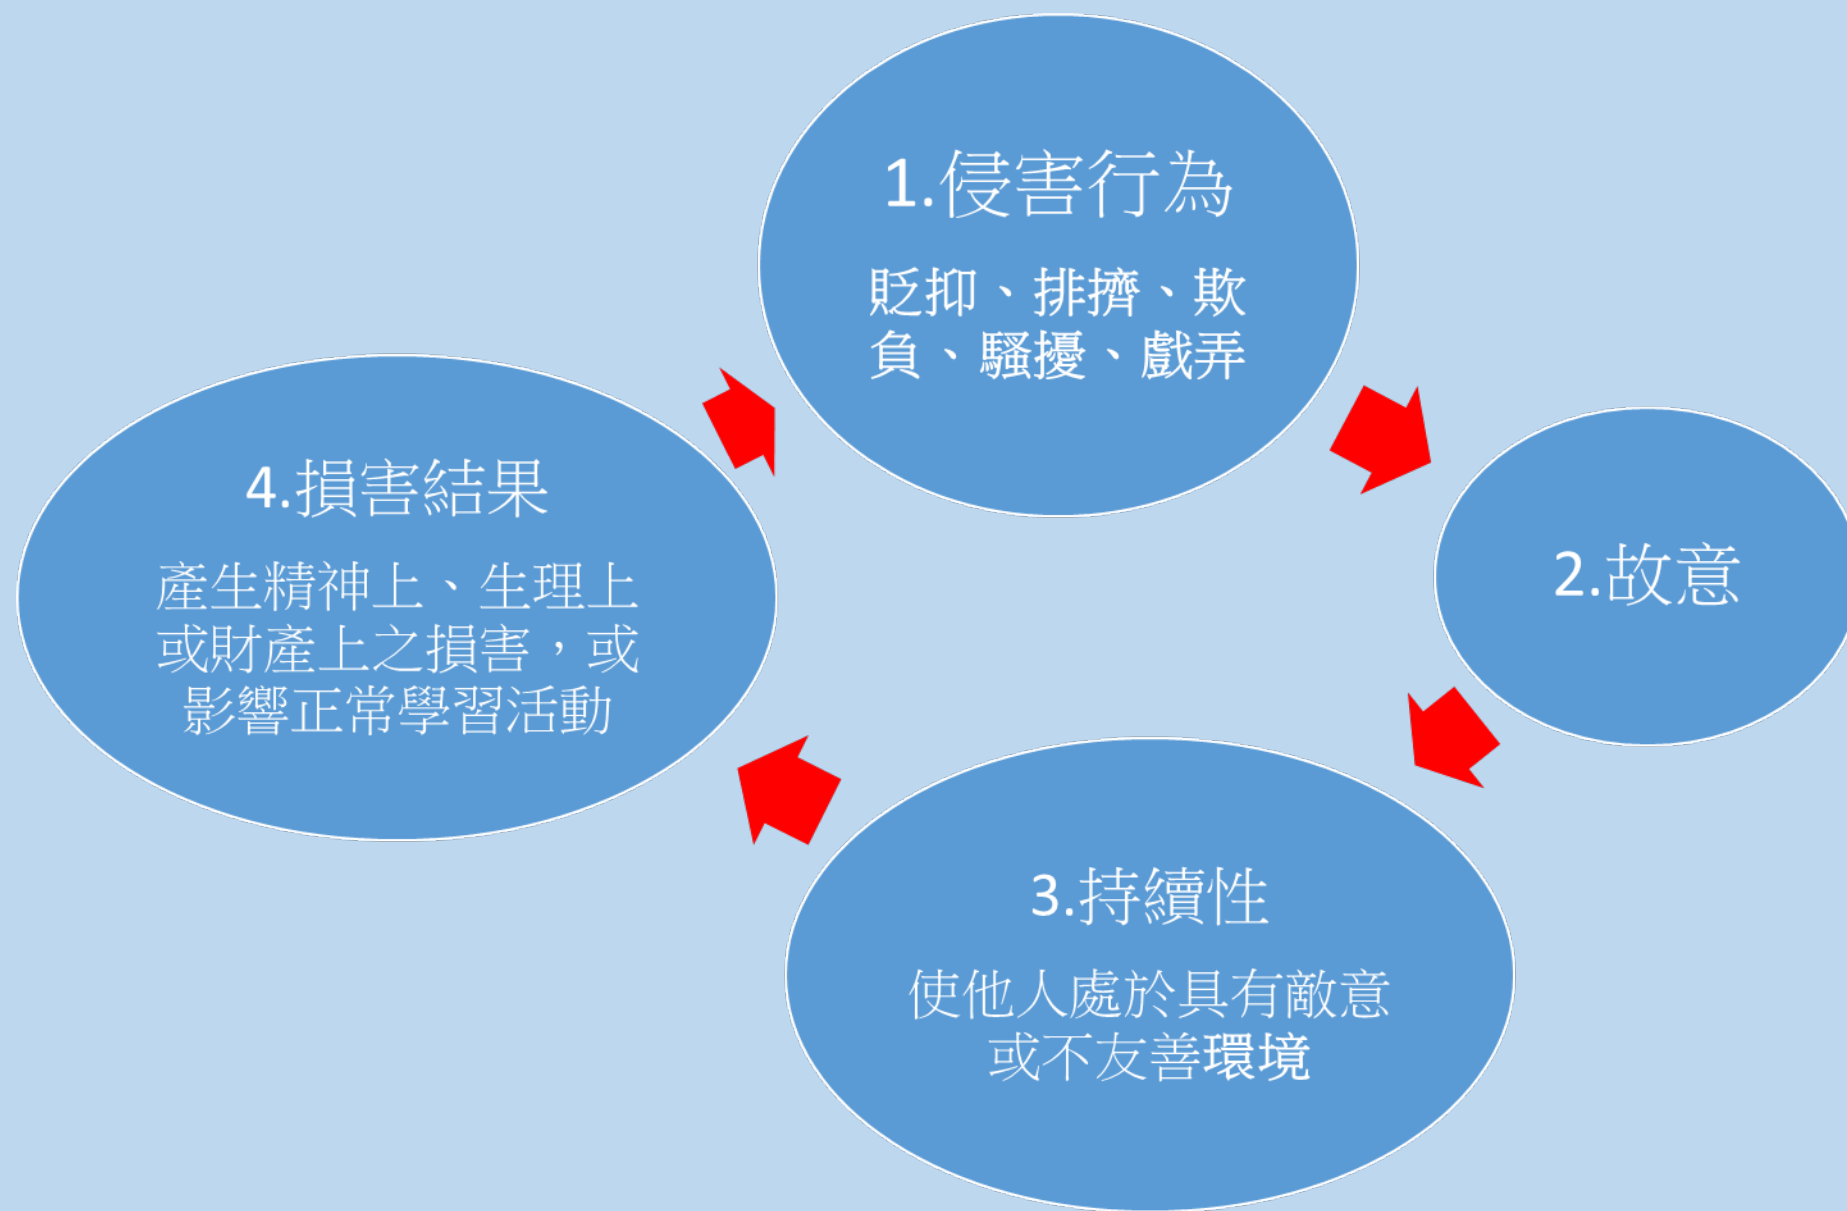 1.侵害行為
貶抑、排擠、欺
負、騷擾、戲弄
2.故意
3.持續性
使他人處於具有敵意
或不友善環境
4.損害結果
產生精神上、生理上
或財產上之損害，或
影響正常學習活動